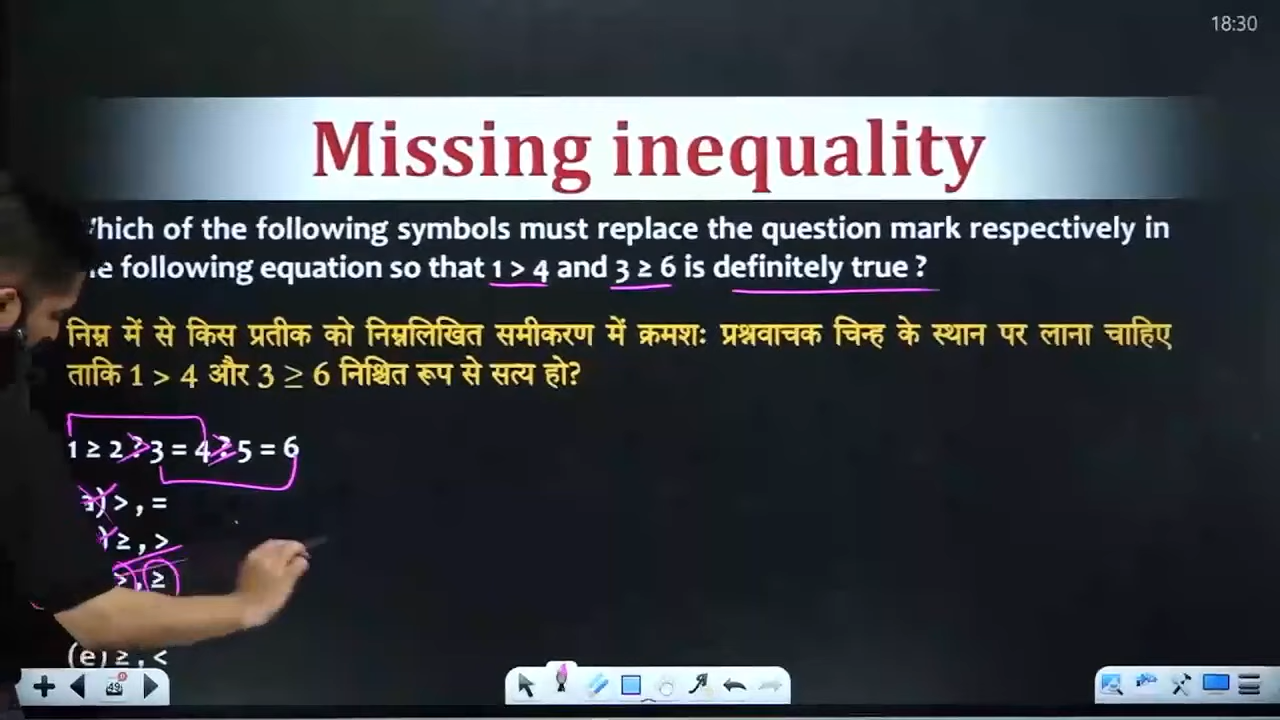 18:30
Missing inequality
of the following symbols must replace the question mark respectively in
following equation so that 1 > 4 and 3 ≥ 6 is definitely true ?
निम्न में से किस प्रतीक को निम्नलिखित समीकरण में क्रमशः प्रश्नवाचक चिन्ह के स्थान पर लाना चाहिए
ताकि 1 > 4 और 3 ≥ 6 निश्चित रूप से सत्य हो?
1 ≥ 2 ? 3 = 4 ? 5 = 6
> , =
≥ , >
>, ≥
(e) ≥ , <
49